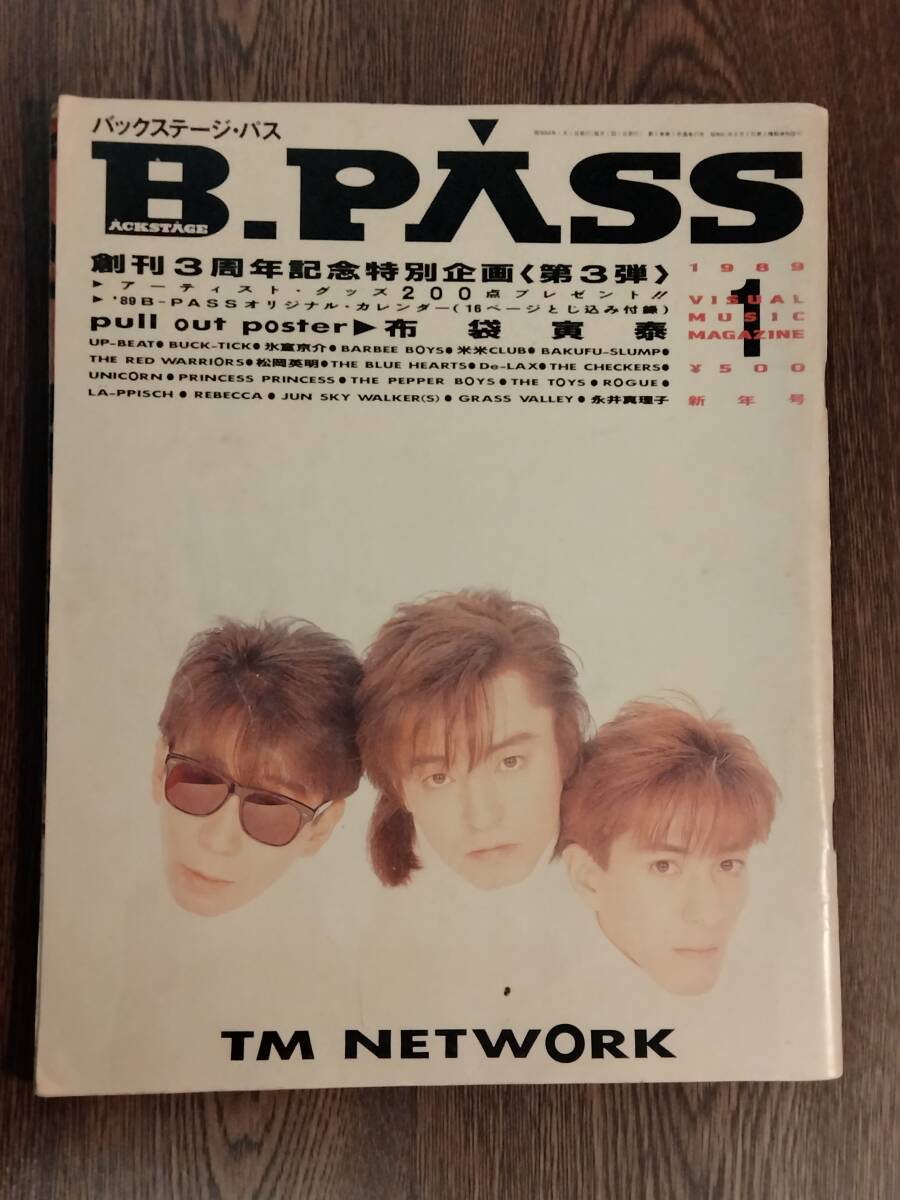 バックステージ・パス
B.PASS
BACKSTAGE
創刊3周年記念特別企画〈第3弾〉
▶アーティスト・グッズ200点プレゼント!!
▶'89 B-PASSオリジナル・カレンダー(16ページとじ込み付録)
pull out poster▶布袋寅泰
UP-BEAT● BUCK-TICK● 氷室京介● BARBEE BOYS● 米米CLUB● BAKUFU-SLUMP●
THE RED WARRIORS● 松岡英明● THE BLUE HEARTS● De-LAX● THE CHECKERS●
UNICORN● PRINCESS PRINCESS● THE PEPPER BOYS● THE TOYS● ROGUE●
LA-PPISCH● REBECCA● JUN SKY WALKER(S)● GRASS VALLEY● 永井真理子
1989
1
VISUAL
MUSIC
MAGAZINE
¥500
新年号
TM NETWORK